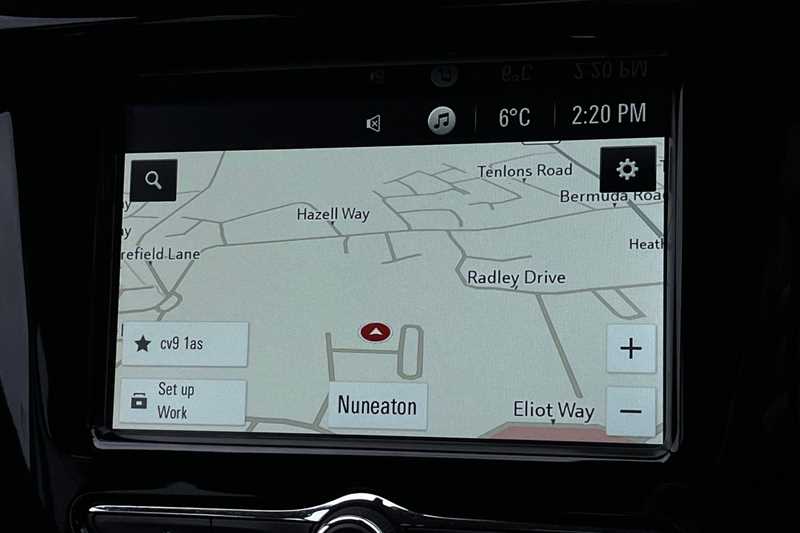 6°C
2:20 PM
Tenlons Road
Bermuda Roa
Hazell Way
Heath
refield Lane
Radley Drive
cv9 1as
Set up
Work
Nuneaton
Eliot Way